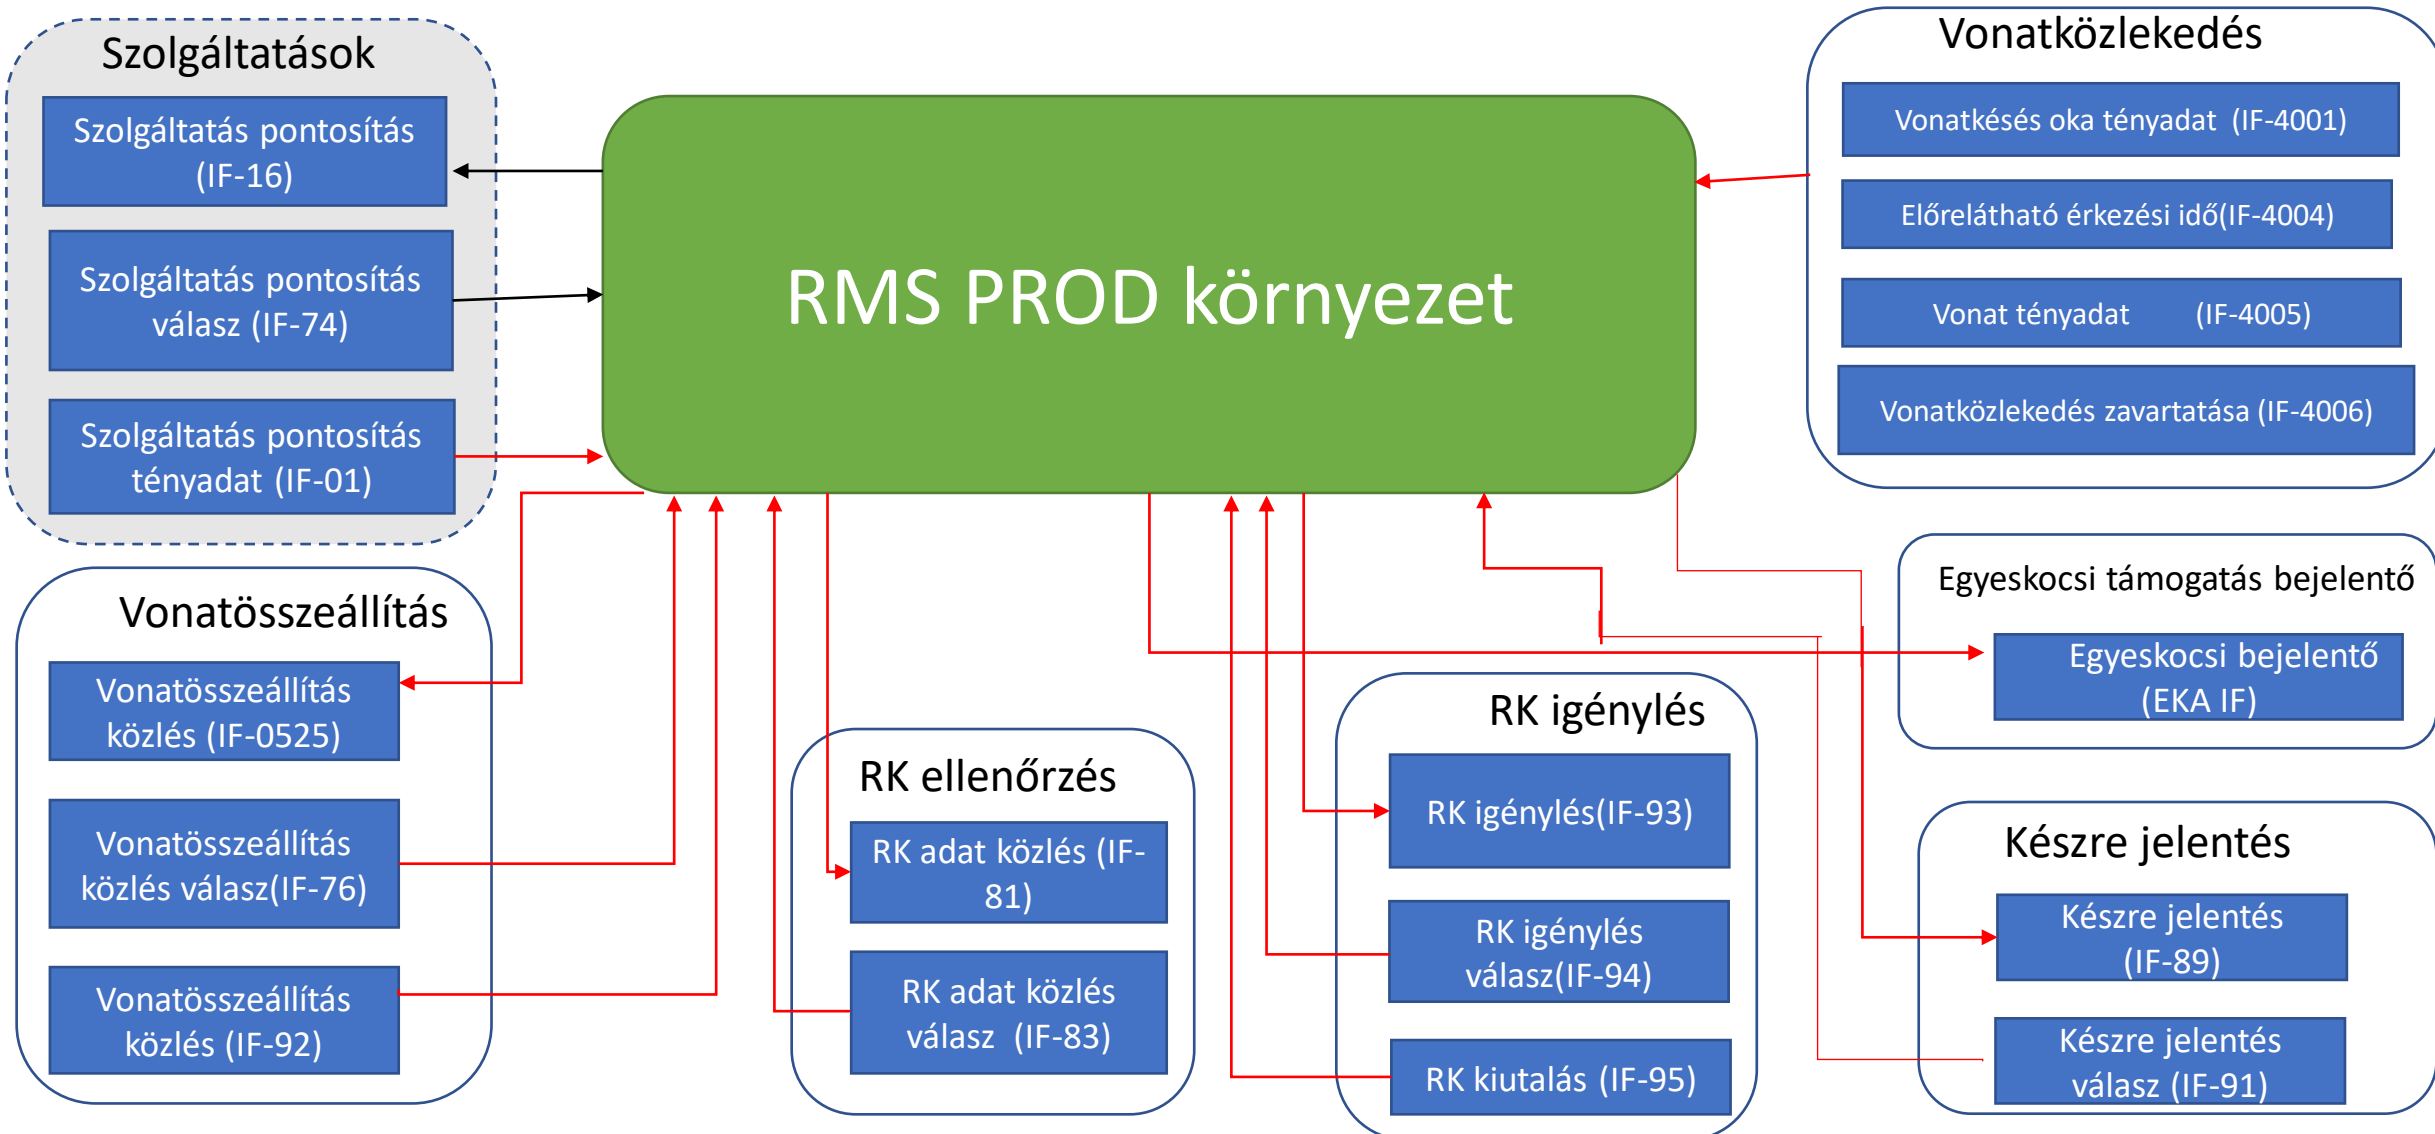 Szolgáltatások
Szolgáltatás pontosítás
(IF-16)
Szolgáltatás pontosítás
válasz (IF-74)
Szolgáltatás pontosítás
tényadat (IF-01)
RMS PROD környezet
Vonatközlekedés
Vonatkésés oka tényadat (IF-4001)
Előrelátható érkezési idő(IF-4004)
Vonat tényadat (IF-4005)
Vonatközlekedés zavartatása (IF-4006)
Vonatösszeállítás
Vonatösszeállítás
közlés (IF-0525)
Vonatösszeállítás
közlés válasz(IF-76)
Vonatösszeállítás
közlés (IF-92)
RK ellenőrzés
RK adat közlés (IF-
81)
RK adat közlés
válasz (IF-83)
RK igénylés
RK igénylés(IF-93)
RK igénylés
válasz(IF-94)
RK kiutalás (IF-95)
Egyeskocsi támogatás bejelentő
Egyeskocsi bejelentő
(EKA IF)
Készre jelentés
Készre jelentés
(IF-89)
Készre jelentés
válasz (IF-91)